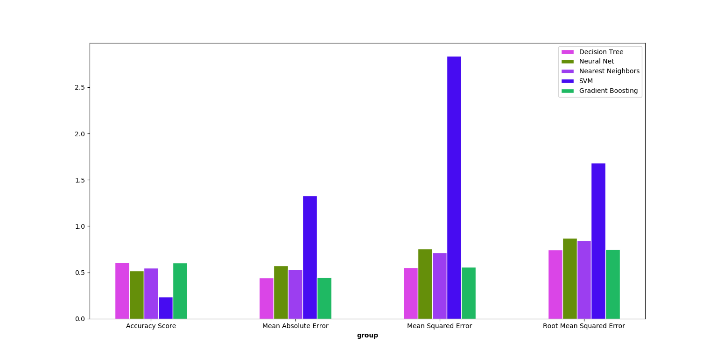 Decision Tree
Neural Net
Nearest Neighbors
SVM
Gradient Boosting
2.5
2.0
1.5
1.0
0.5
0.0
Accuracy Score Mean Absolute Error Mean Squared Error Root Mean Squared Error
group